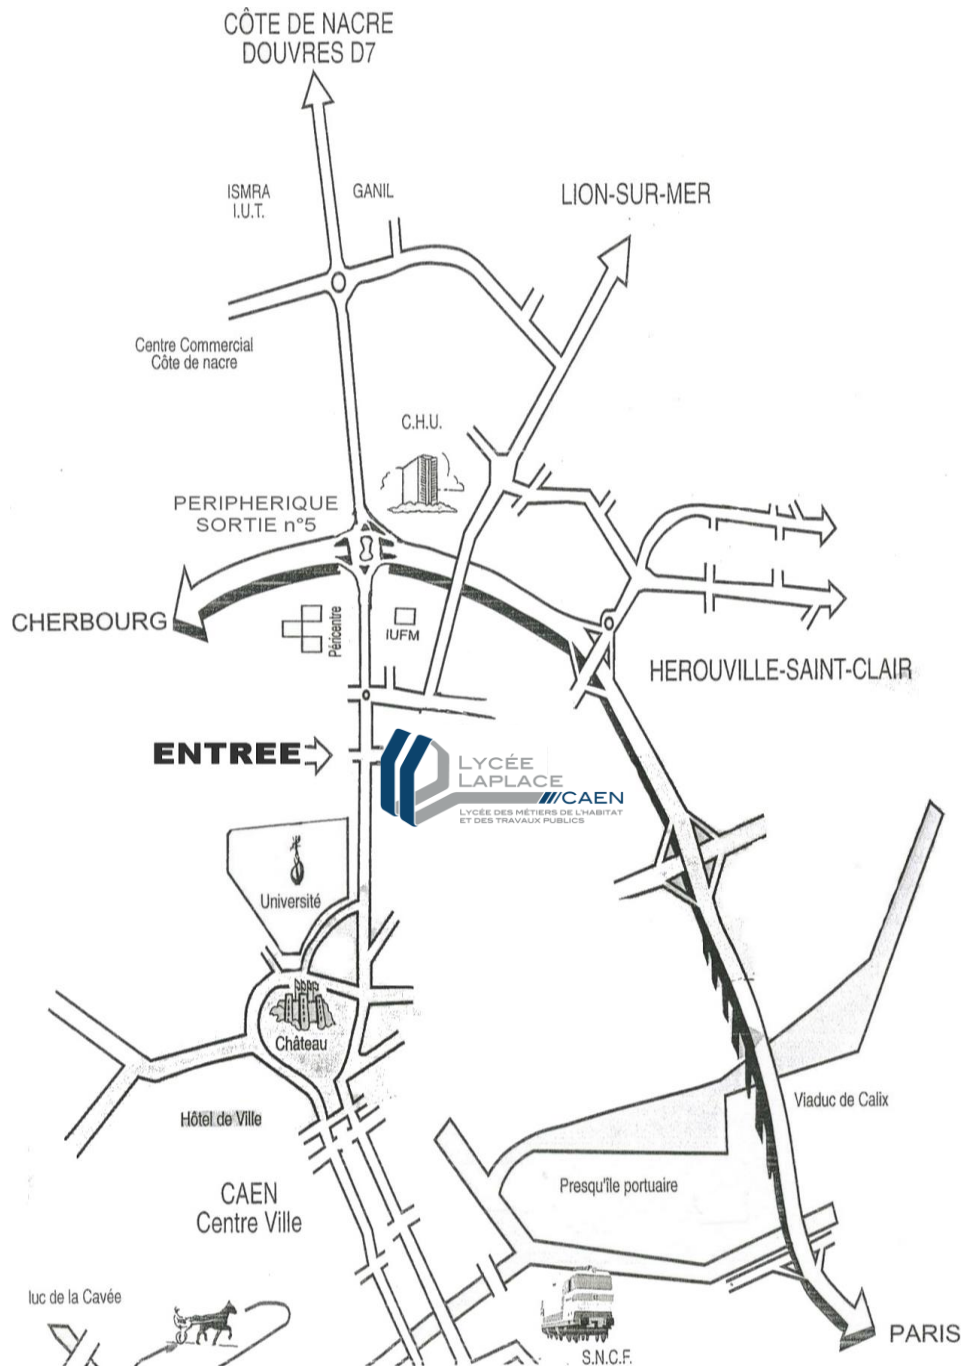 CÔTE DE NACRE
DOUVRES D7
ISMRA
I.U.T.
GANIL
LION-SUR-MER
Centre Commercial
Côte de nacre
C.H.U.
PERIPHERIQUE
SORTIE n°5
CHERBOURG
Péricentre
IUFM
HEROUVILLE-SAINT-CLAIR
ENTREE
LYCÉE
LAPLACE
CAEN
LYCÉE DES MÉTIERS DE L'HABITAT
ET DES TRAVAUX PUBLICS
Université
Château
Hôtel de Ville
Viaduc de Calix
Presqu'île portuaire
CAEN
Centre Ville
luc de la Cavée
S.N.C.F.
PARIS